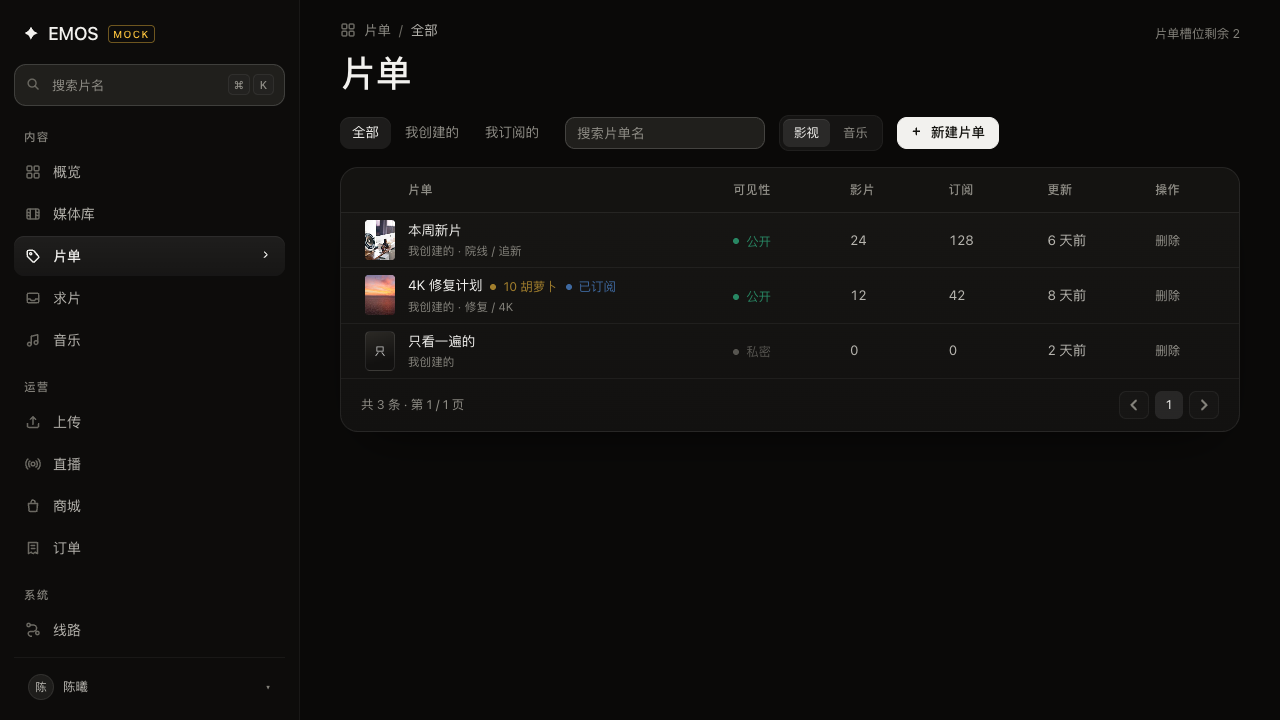 EMOS MOCK
搜索片名 ⌘ K
内容
概览
媒体库
片单
求片
音乐
运营
上传
直播
商城
订单
系统
线路
陈 陈曦
片单 / 全部
片单槽位剩余 2
片单
全部 我创建的 我订阅的 搜索片单名 影视 音乐 + 新建片单
片单 可见性 影片 订阅 更新 操作
本周新片
我创建的 · 院线 / 追新
公开 24 128 6 天前 删除
4K 修复计划 10 胡萝卜 已订阅
我创建的 · 修复 / 4K
公开 12 42 8 天前 删除
只 只看一遍的
我创建的
私密 0 0 2 天前 删除
共 3 条 · 第 1 / 1 页
1